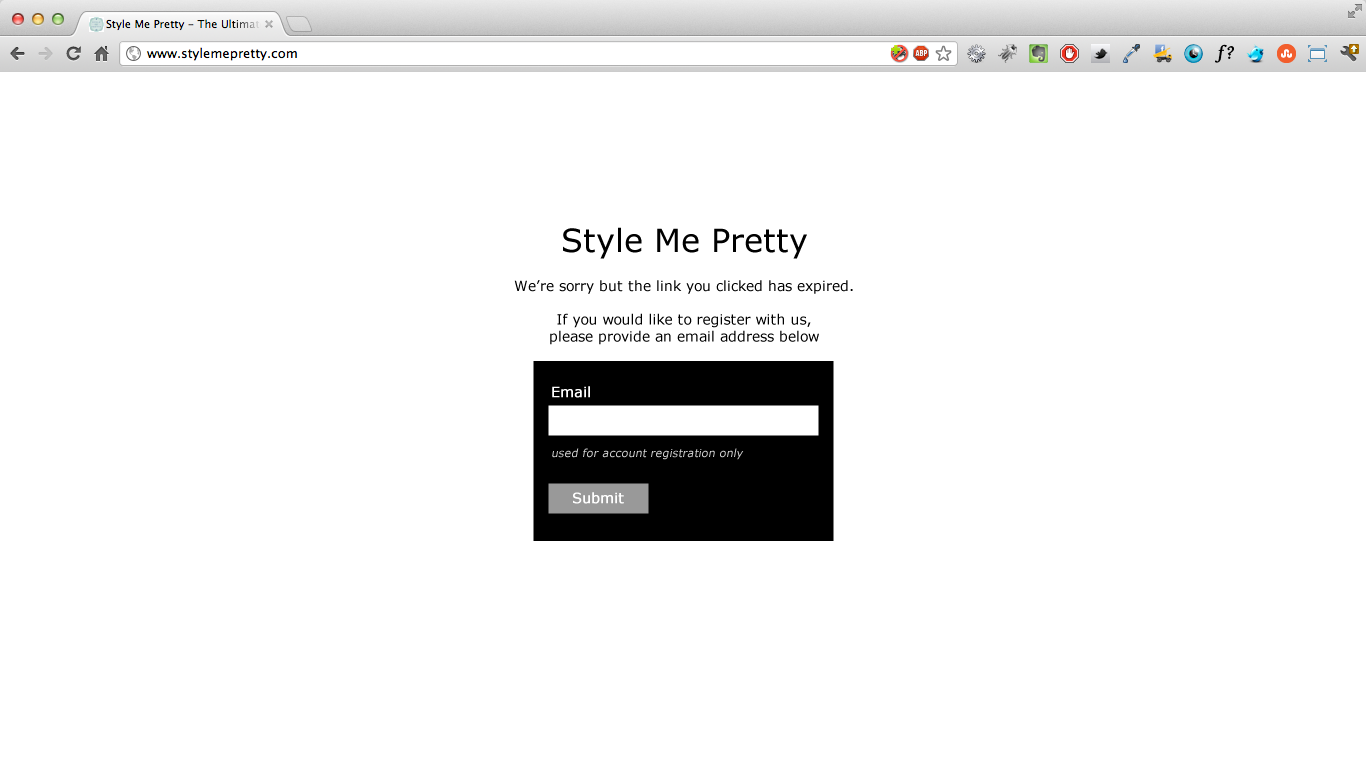 Style Me Pretty – The Ultimat
www.stylemepretty.com
ABP
f?
Style Me Pretty
We’re sorry but the link you clicked has expired.
If you would like to register with us,
please provide an email address below
Email
used for account registration only
Submit